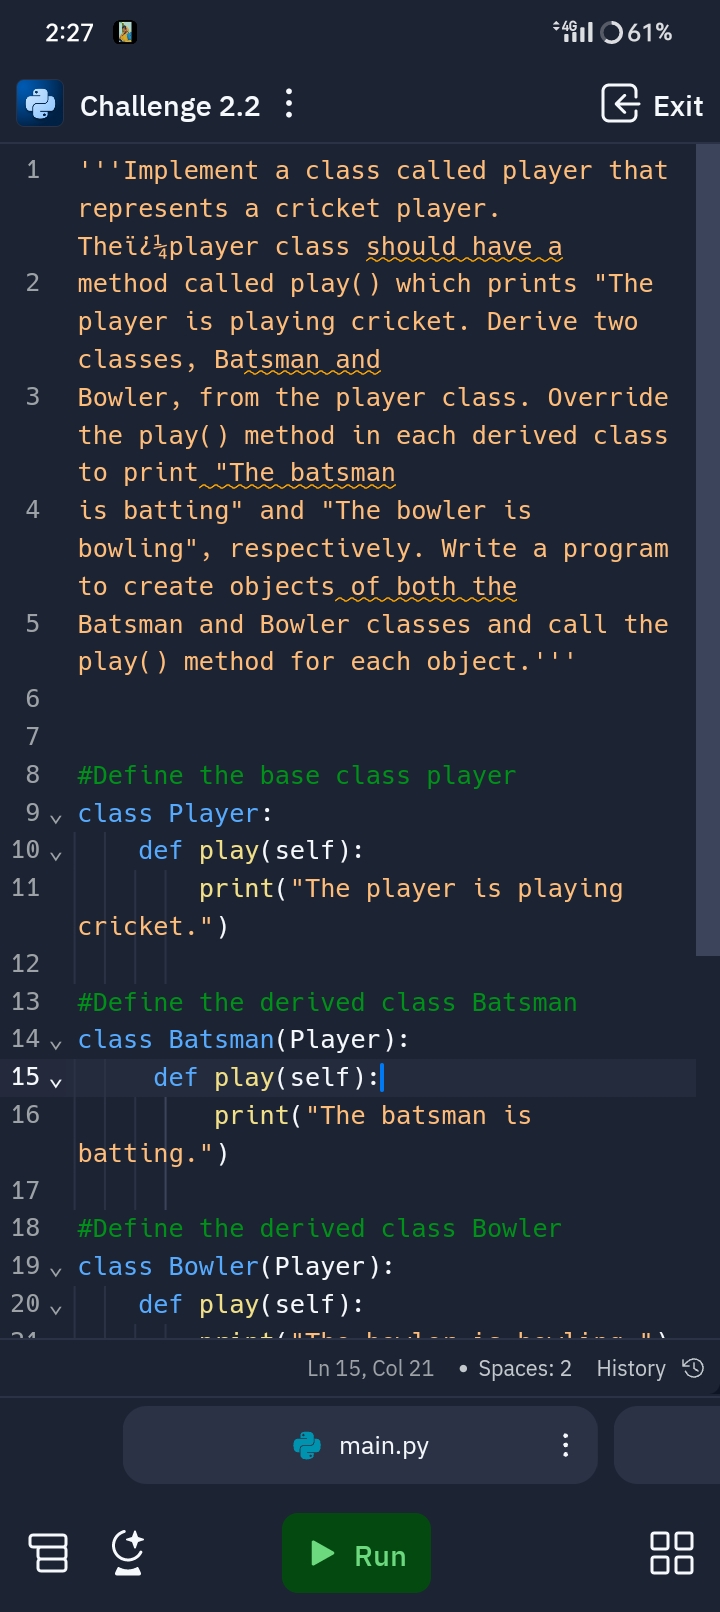 2:27
4G
61%
Challenge 2.2
Exit
1 '''Implement a class called player that
represents a cricket player.
Theï¿¼player class should have a
2 method called play() which prints "The
player is playing cricket. Derive two
classes, Batsman and
3 Bowler, from the player class. Override
the play() method in each derived class
to print "The batsman
4 is batting" and "The bowler is
bowling", respectively. Write a program
to create objects of both the
5 Batsman and Bowler classes and call the
play() method for each object.'''
6
7
8 #Define the base class player
9 class Player:
10 def play(self):
11 print("The player is playing
cricket.")
12
13 #Define the derived class Batsman
14 class Batsman(Player):
15 def play(self):
16 print("The batsman is
batting.")
17
18 #Define the derived class Bowler
19 class Bowler(Player):
20 def play(self):
21 print("The bowler is bowling.")
Ln 15, Col 21 • Spaces: 2 History
main.py
Run